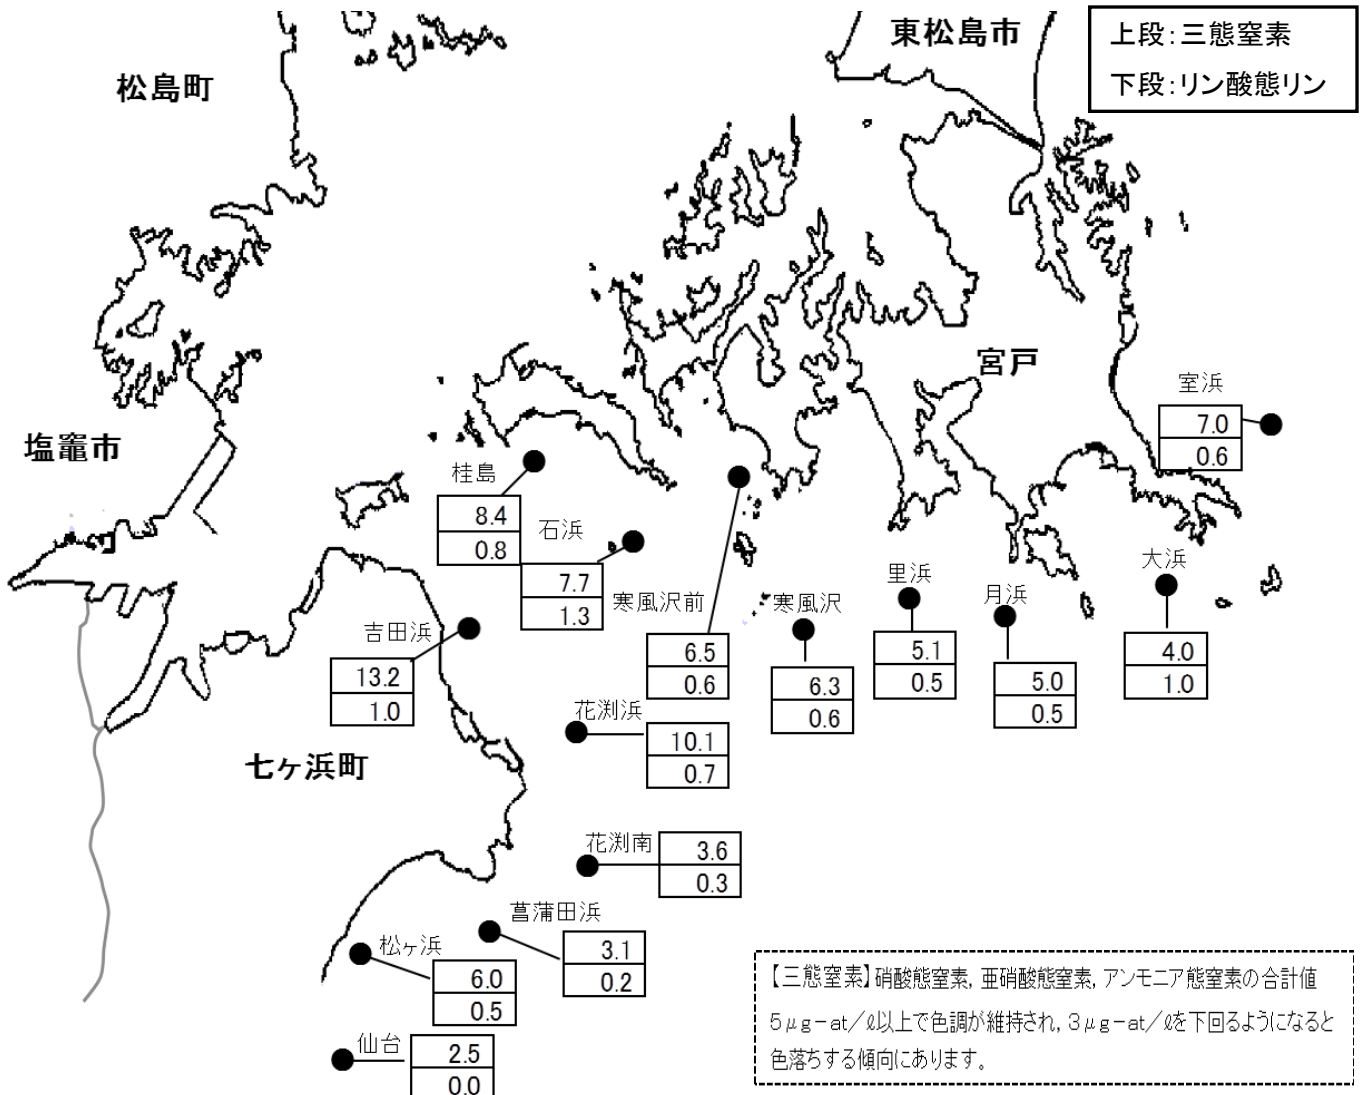 東松島市
上段：三態窒素
下段：リン酸態リン
松島町
宮戸
室浜
7.0
0.6
塩竈市
桂島
8.4
0.8
石浜
7.7
1.3
寒風沢前
6.5
0.6
寒風沢
6.3
0.6
里浜
5.1
0.5
月浜
5.0
0.5
大浜
4.0
1.0
吉田浜
13.2
1.0
花渕浜
10.1
0.7
七ヶ浜町
花渕南
3.6
0.3
菖蒲田浜
3.1
0.2
松ヶ浜
6.0
0.5
仙台
2.5
0.0
【三態窒素】硝酸態窒素，亜硝酸態窒素，アンモニア態窒素の合計値
5μg－at／ℓ以上で色調が維持され，3μg－at／ℓを下回るようになると
色落ちする傾向にあります。